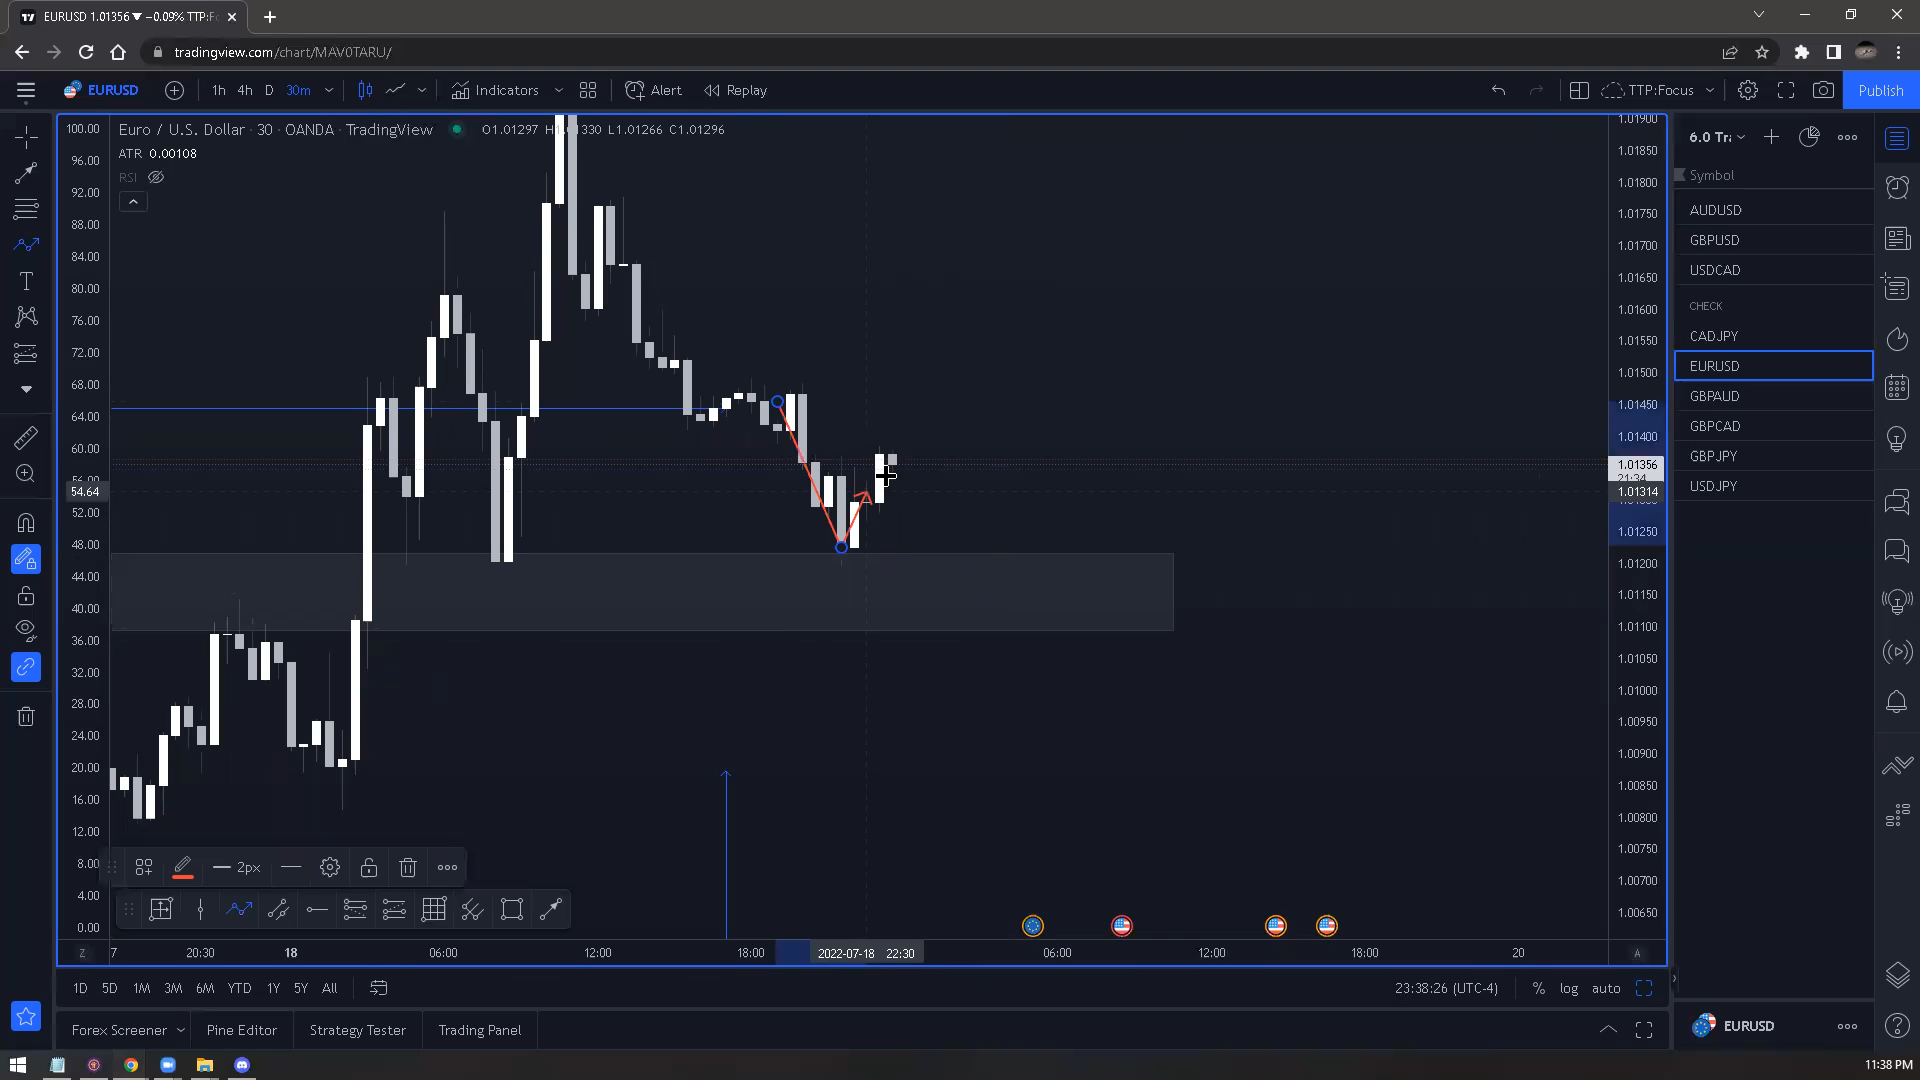 EURUSD 1.01356 ▼ −0.09% TTP:Fo
tradingview.com/chart/MAV0TARU/
EURUSD 1h 4h D 30m Indicators Alert Replay TTP:Focus Publish
Euro / U.S. Dollar · 30 · OANDA · TradingView O1.01297 H1.01330 L1.01266 C1.01296
ATR 0.00108
RSI
100.00
96.00
92.00
88.00
84.00
80.00
76.00
72.00
68.00
64.00
60.00
54.64
52.00
48.00
44.00
40.00
36.00
32.00
28.00
24.00
20.00
16.00
12.00
8.00
4.00
0.00
1.01900
1.01850
1.01800
1.01750
1.01700
1.01650
1.01600
1.01550
1.01500
1.01450
1.01400
1.01356
21:34
1.01314
1.01250
1.01200
1.01150
1.01100
1.01050
1.01000
1.00950
1.00900
1.00850
1.00800
1.00750
1.00700
1.00650
6.0 Tr
Symbol
AUDUSD
GBPUSD
USDCAD
CHECK
CADJPY
EURUSD
GBPAUD
GBPCAD
GBPJPY
USDJPY
2px
Z 7 20:30 18 06:00 12:00 18:00 2022-07-18 22:30 06:00 12:00 18:00 20 A
1D 5D 1M 3M 6M YTD 1Y 5Y All 23:38:26 (UTC-4) % log auto
Forex Screener Pine Editor Strategy Tester Trading Panel
EURUSD
11:38 PM